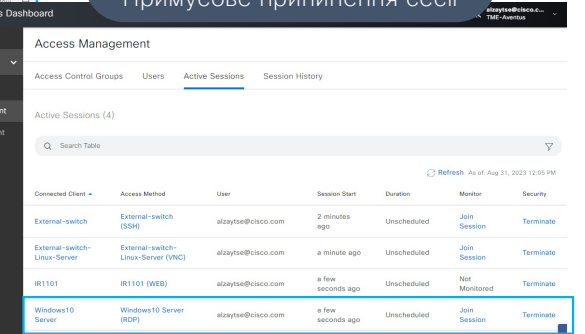 Примусове припинення сесії
s Dashboard
alzaytse@cisco.c...
TME-Aventus
Access Management
Access Control Groups Users Active Sessions Session History
nt
nt
Active Sessions (4)
Search Table
Refresh As of: Aug 31, 2023 12:05 PM
Connected Client Access Method User Session Start Duration Monitor Security
External-switch External-switch (SSH) alzaytse@cisco.com 2 minutes ago Unscheduled Join Session Terminate
External-switch-Linux-Server External-switch-Linux-Server (VNC) alzaytse@cisco.com a minute ago Unscheduled Join Session Terminate
IR1101 IR1101 (WEB) alzaytse@cisco.com a few seconds ago Unscheduled Not Monitored Terminate
Windows10 Server Windows10 Server (RDP) alzaytse@cisco.com a few seconds ago Unscheduled Join Session Terminate